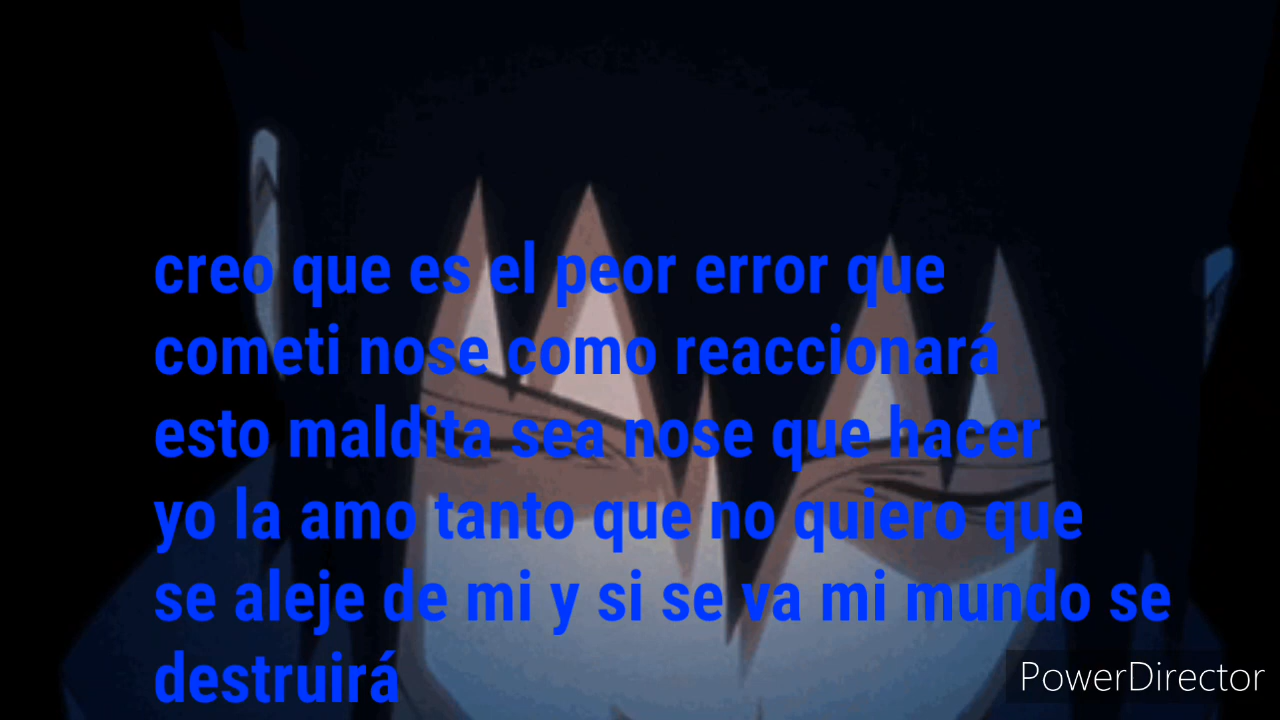 creo que es el peor error que
cometi nose como reaccionará
esto maldita sea nose que hacer
yo la amo tanto que no quiero que
se aleje de mi y si se va mi mundo se
destruirá
PowerDirector